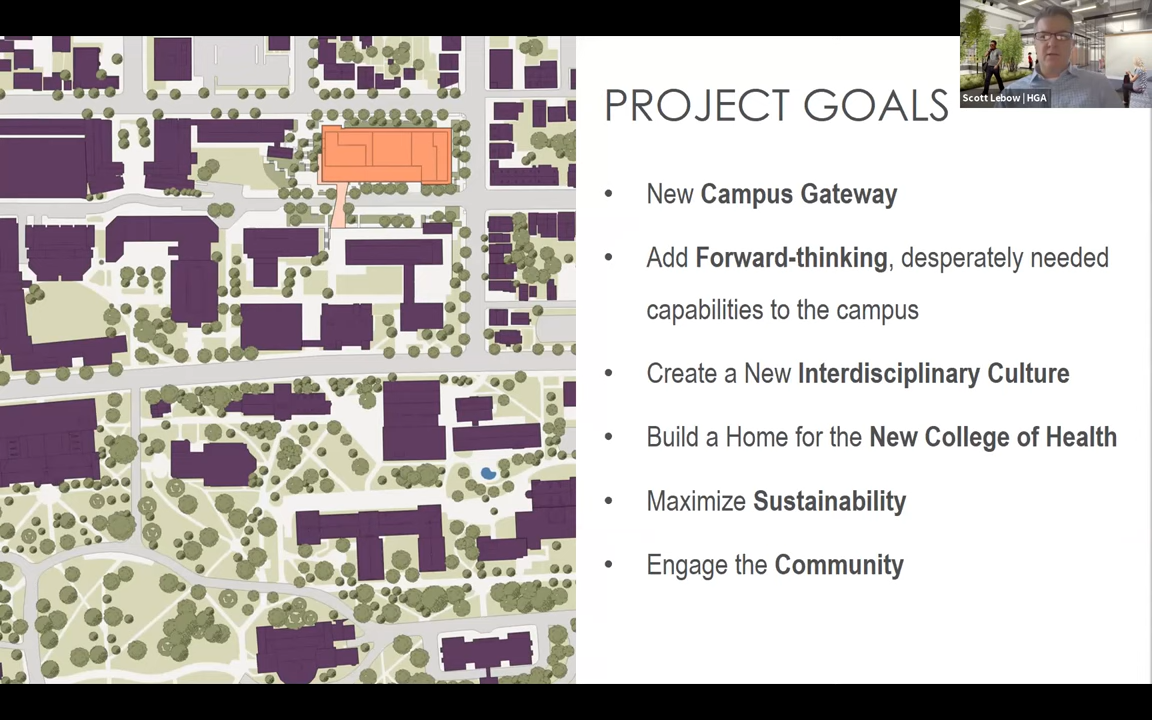 Scott Lebow | HGA
PROJECT GOALS
• New Campus Gateway
• Add Forward-thinking, desperately needed
capabilities to the campus
• Create a New Interdisciplinary Culture
• Build a Home for the New College of Health
• Maximize Sustainability
• Engage the Community